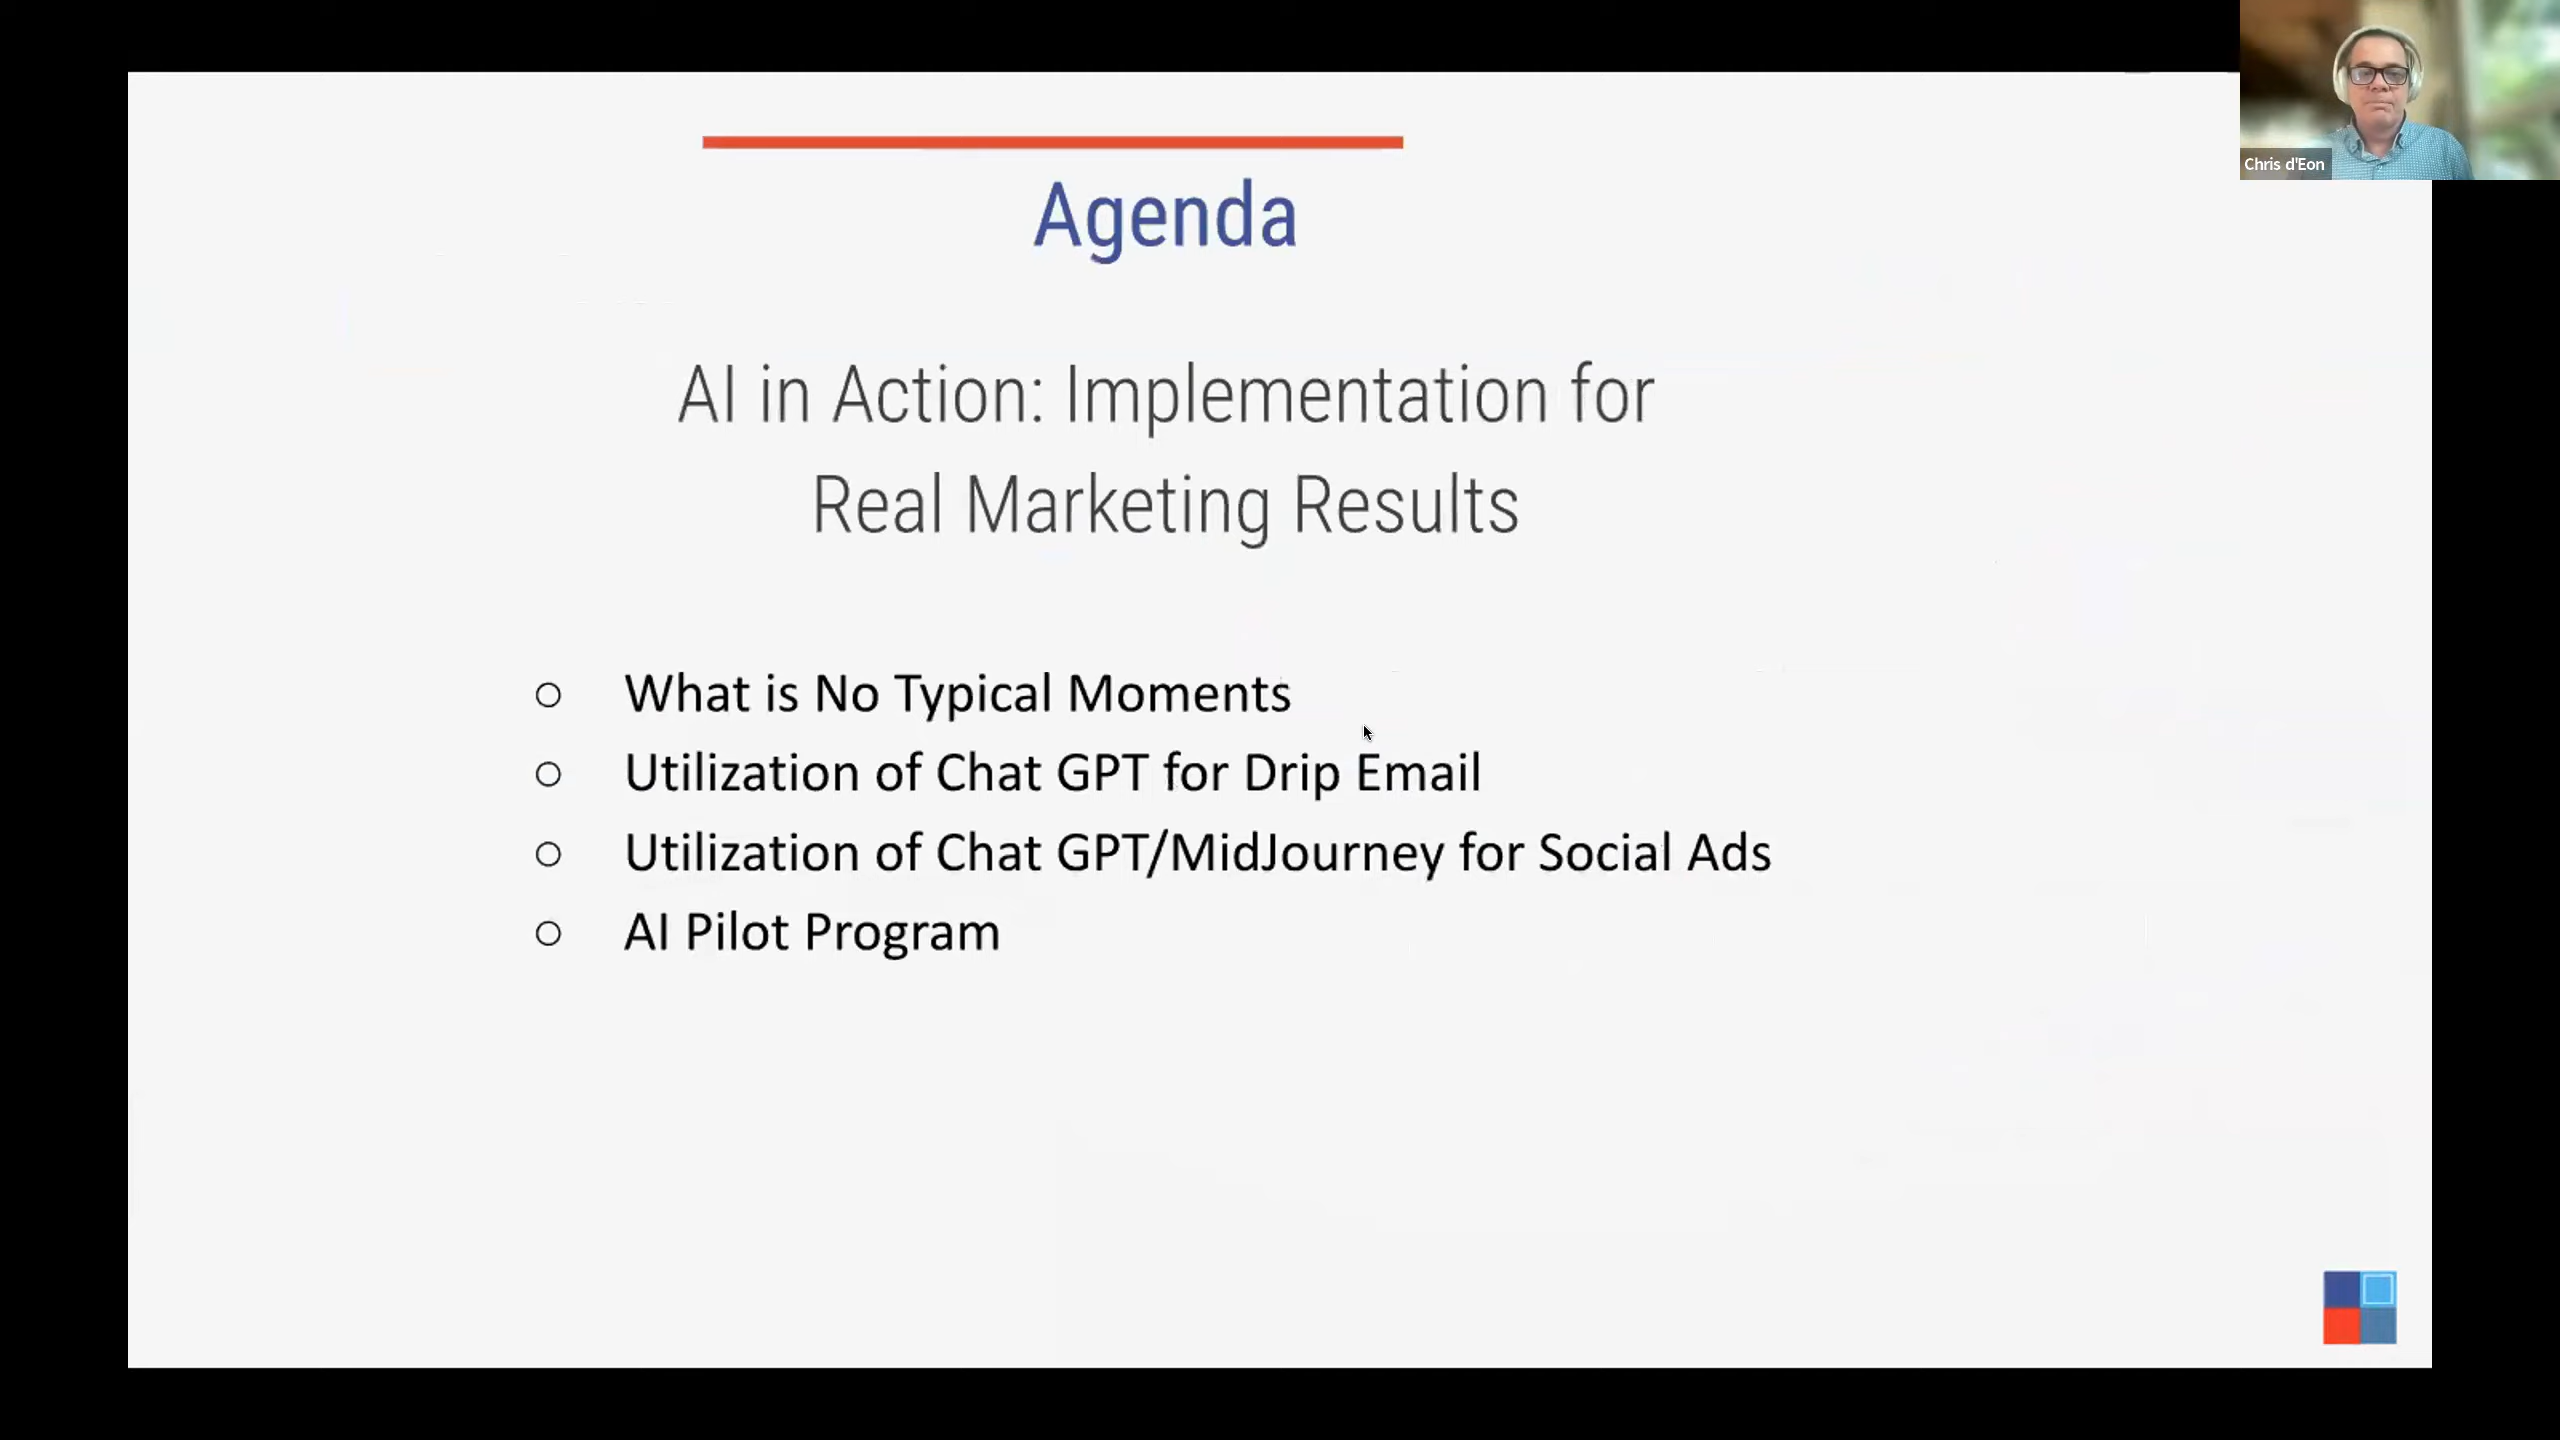 Chris d'Eon
Agenda
AI in Action: Implementation for
Real Marketing Results
What is No Typical Moments
Utilization of Chat GPT for Drip Email
Utilization of Chat GPT/MidJourney for Social Ads
AI Pilot Program